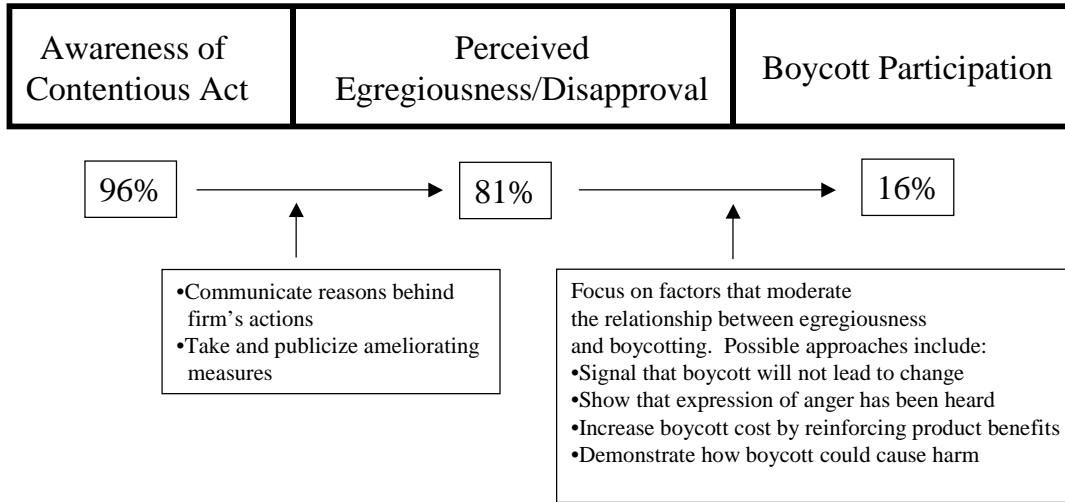 Awareness of
Contentious Act
Perceived
Egregiousness/Disapproval
Boycott Participation
96%
81%
16%
•Communicate reasons behind
firm’s actions
•Take and publicize ameliorating
measures
Focus on factors that moderate
the relationship between egregiousness
and boycotting.  Possible approaches include:
•Signal that boycott will not lead to change
•Show that expression of anger has been heard
•Increase boycott cost by reinforcing product benefits
•Demonstrate how boycott could cause harm